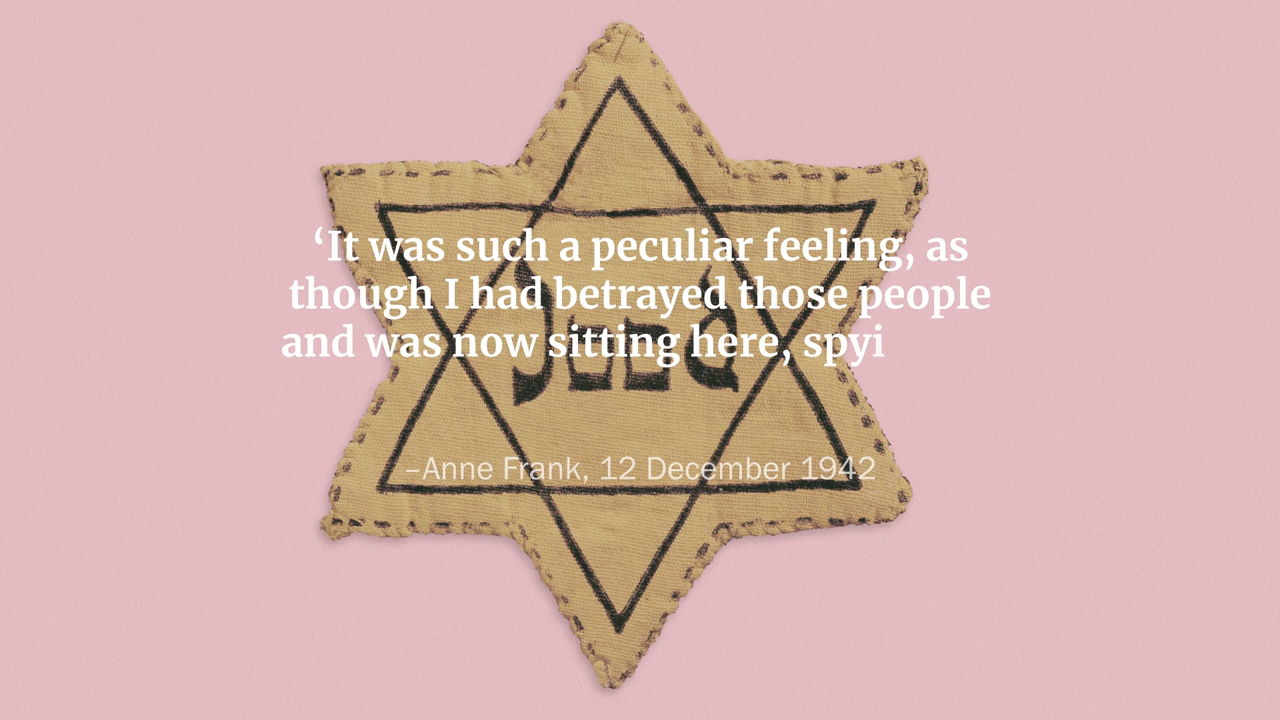 ‘It was such a peculiar feeling, as
though I had betrayed those people
and was now sitting here, spyi
Jood
–Anne Frank, 12 December 1942